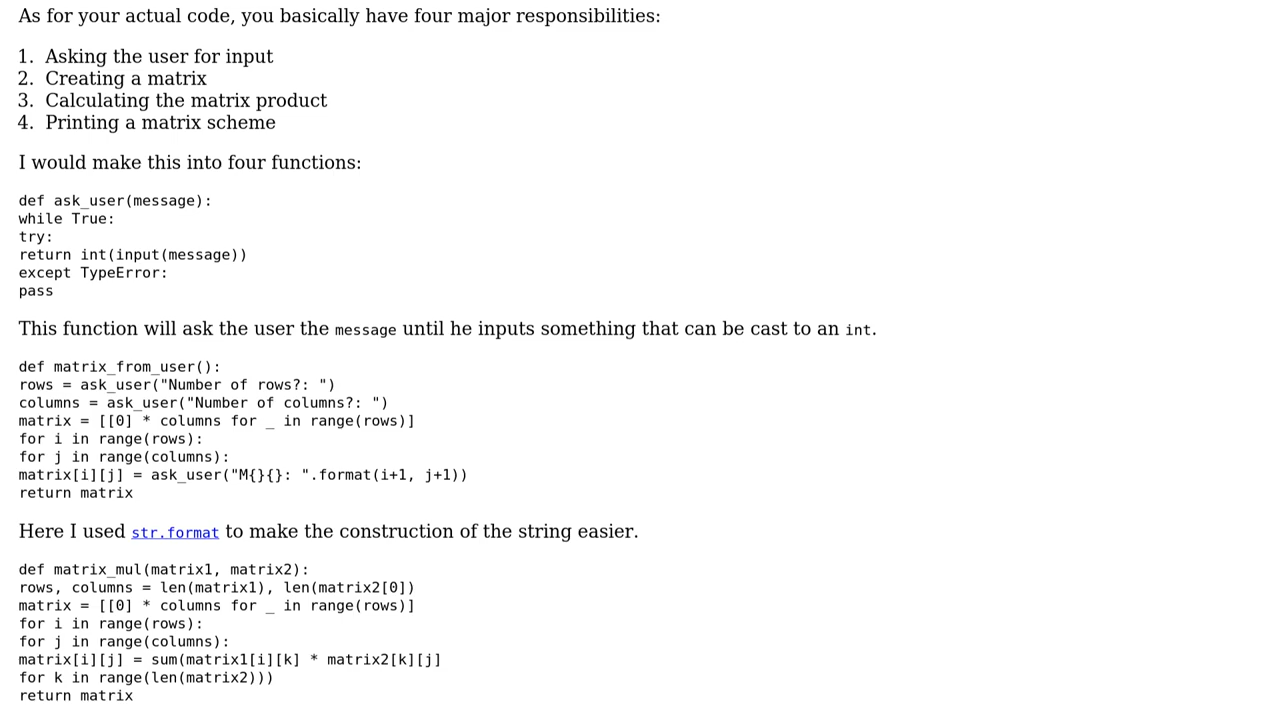 As for your actual code, you basically have four major responsibilities:
1. Asking the user for input
2. Creating a matrix
3. Calculating the matrix product
4. Printing a matrix scheme
I would make this into four functions:
def ask_user(message):
while True:
try:
return int(input(message))
except TypeError:
pass
This function will ask the user the message until he inputs something that can be cast to an int.
def matrix_from_user():
rows = ask_user("Number of rows?: ")
columns = ask_user("Number of columns?: ")
matrix = [[0] * columns for _ in range(rows)]
for i in range(rows):
for j in range(columns):
matrix[i][j] = ask_user("M{}{}: ".format(i+1, j+1))
return matrix
Here I used str.format to make the construction of the string easier.
def matrix_mul(matrix1, matrix2):
rows, columns = len(matrix1), len(matrix2[0])
matrix = [[0] * columns for _ in range(rows)]
for i in range(rows):
for j in range(columns):
matrix[i][j] = sum(matrix1[i][k] * matrix2[k][j]
for k in range(len(matrix2)))
return matrix